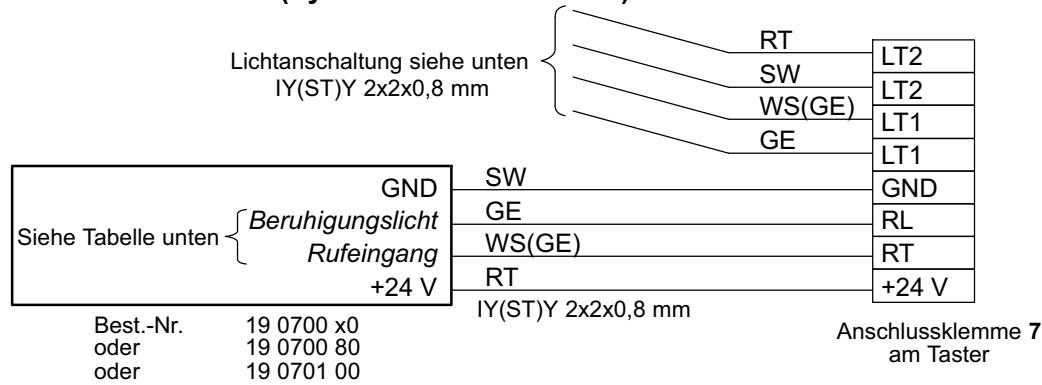 Lichtanschaltung siehe unten
IY(ST)Y 2x2x0,8 mm
RT
LT2
SW
LT2
WS(GE)
LT1
GE
LT1
GND SW GND
Siehe Tabelle unten
Beruhigungslicht GE RL
Rufeingang WS(GE) RT
+24 V RT +24 V
IY(ST)Y 2x2x0,8 mm
Best.-Nr. 19 0700 x0
oder 19 0700 80
oder 19 0701 00
Anschlussklemme 7
am Taster